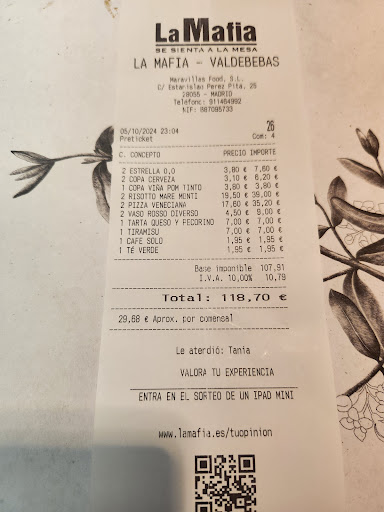 La Mafia
SE SIENTA A LA MESA
LA MAFIA - VALDEBEBAS
Maravillas Food, S.L.
C/ Estanislao Perez Pita, 25
28055 - MADRID
Teléfono: 911464992
NIF: B87095733
26
05/10/2024 23:04
Preticket Com: 4
C. CONCEPTO PRECIO IMPORTE
2 ESTRELLA 0,0 3,80 € 7,60 €
2 COPA CERVEZA 3,10 € 6,20 €
1 COPA VIÑA POM TINTO 3,80 € 3,80 €
2 RISOTTO MARE MENTI 19,50 € 39,00 €
2 PIZZA VENECIANA 17,60 € 35,20 €
2 VASO ROSSO DIVERSO 4,50 € 9,00 €
1 TARTA QUESO Y PECORINO 7,00 € 7,00 €
1 TIRAMISU 7,00 € 7,00 €
1 CAFE SOLO 1,95 € 1,95 €
1 TÉ VERDE 1,95 € 1,95 €
Base imponible 107,91
I.V.A. 10,00% 10,79
Total: 118,70 €
29,68 € Aprox. por comensal
Le atendió: Tania
VALORA TU EXPERIENCIA
ENTRA EN EL SORTEO DE UN IPAD MINI
www.lamafia.es/tuopinion